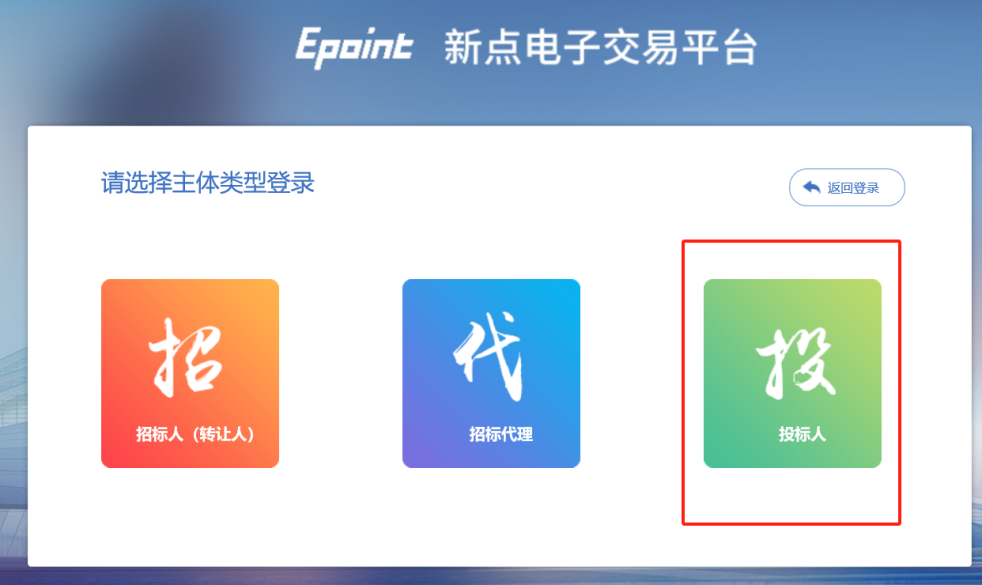 Epoint 新点电子交易平台
请选择主体类型登录
返回登录
招
招标人（转让人）
代
招标代理
投
投标人